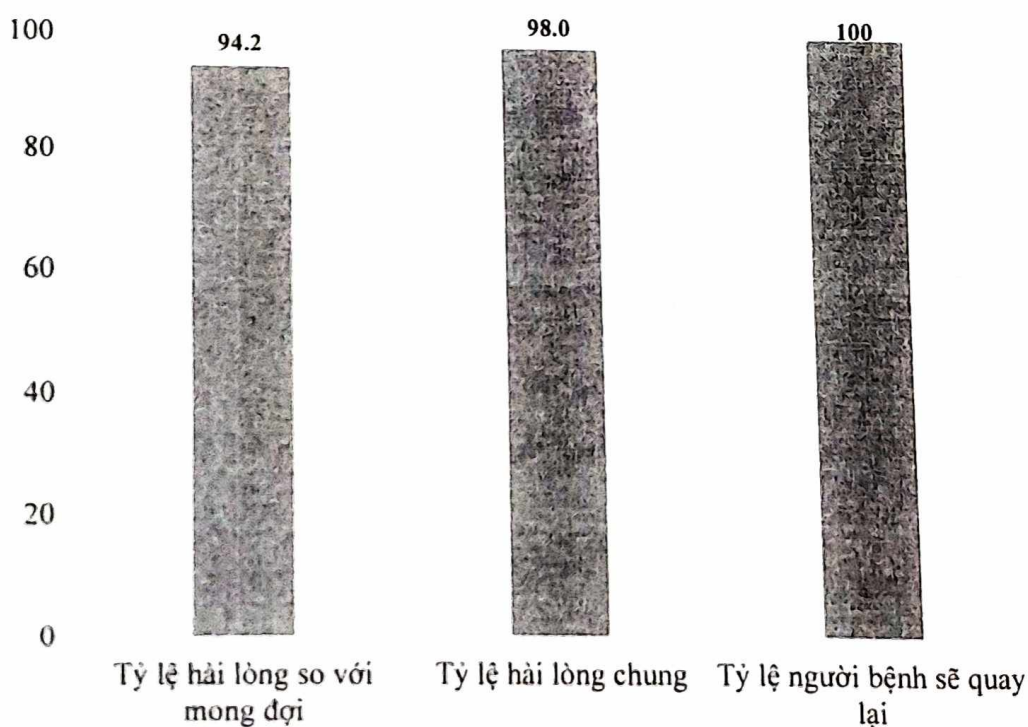 100
94.2
98.0
100
80
60
40
20
0
Tỷ lệ hài lòng so với
mong đợi
Tỷ lệ hài lòng chung
Tỷ lệ người bệnh sẽ quay
lại